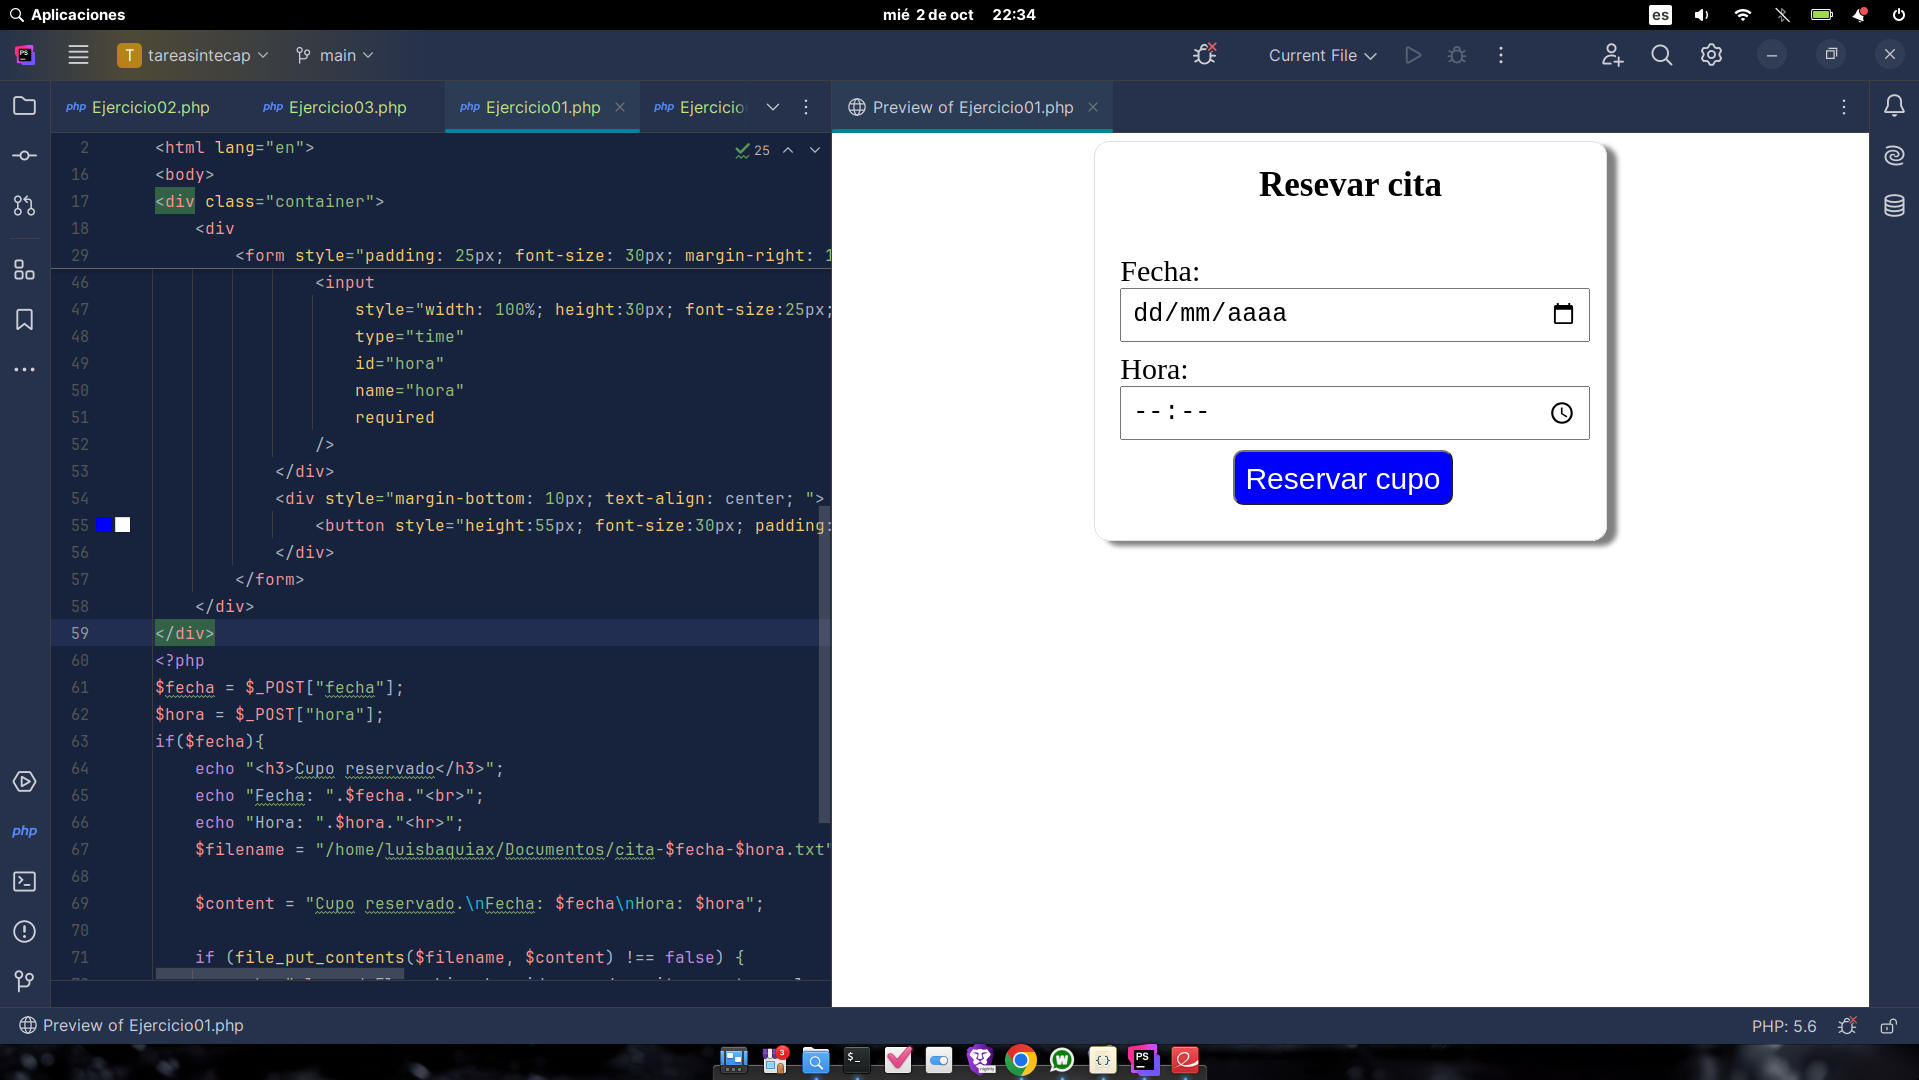 Aplicaciones
mié 2 de oct 22:34
es
PS
T tareasintecap
main
Current File
php Ejercicio02.php
php Ejercicio03.php
php Ejercicio01.php
php Ejercicio
Preview of Ejercicio01.php
25
2 <html lang="en">
16 <body>
17 <div class="container">
18 <div
29 <form style="padding: 25px; font-size: 30px; margin-right: 1
46 <input
47 style="width: 100%; height:30px; font-size:25px;
48 type="time"
49 id="hora"
50 name="hora"
51 required
52 />
53 </div>
54 <div style="margin-bottom: 10px; text-align: center; ">
55 <button style="height:55px; font-size:30px; padding:
56 </div>
57 </form>
58 </div>
59 </div>
60 <?php
61 $fecha = $_POST["fecha"];
62 $hora = $_POST["hora"];
63 if($fecha){
64 echo "<h3>Cupo reservado</h3>";
65 echo "Fecha: ".$fecha."<br>";
66 echo "Hora: ".$hora."<hr>";
67 $filename = "/home/luisbaquiax/Documentos/cita-$fecha-$hora.txt"
68
69 $content = "Cupo reservado.\nFecha: $fecha\nHora: $hora";
70
71 if (file_put_contents($filename, $content) !== false) {
php
Resevar cita
Fecha:
dd/mm/aaaa
Hora:
--:--
Reservar cupo
Preview of Ejercicio01.php
PHP: 5.6
3
$_
W
{}
PS